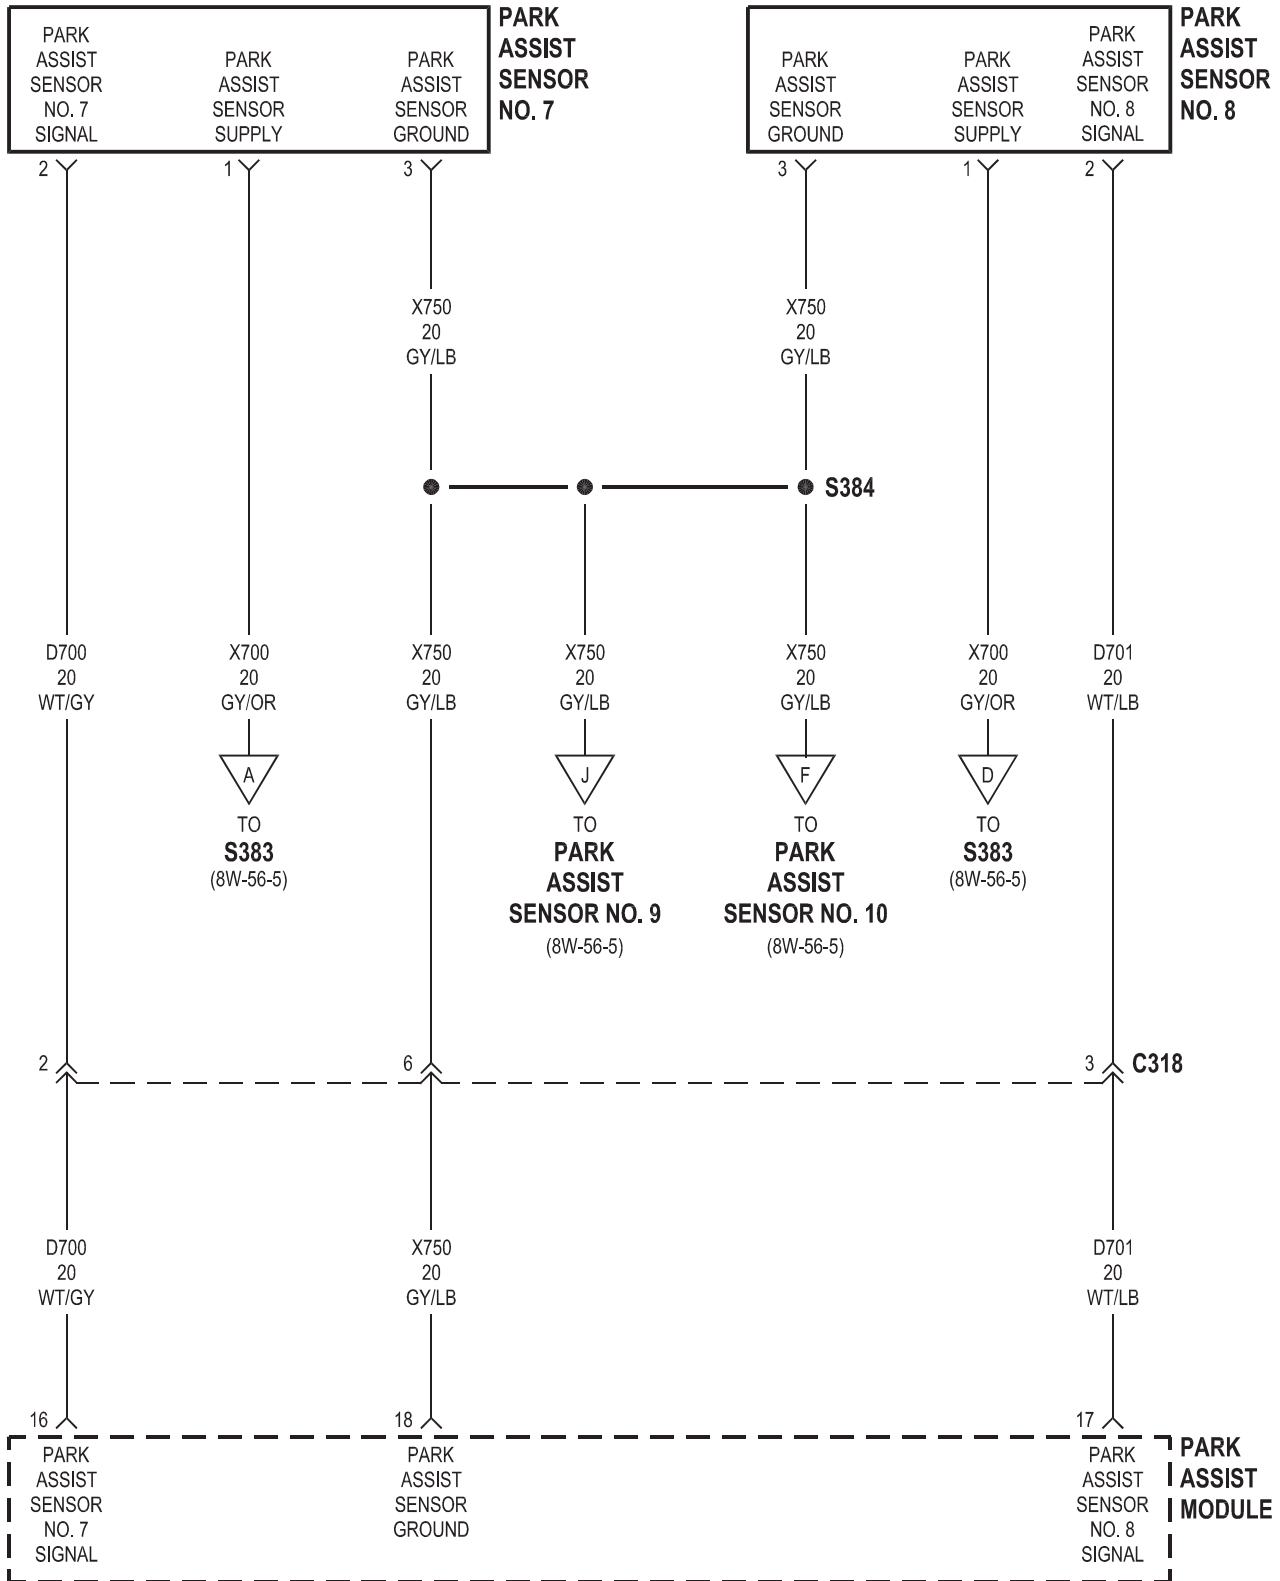 PARK
ASSIST
SENSOR
NO. 7
SIGNAL
PARK
ASSIST
SENSOR
SUPPLY
PARK
ASSIST
SENSOR
GROUND
PARK
ASSIST
SENSOR
NO. 7
PARK
ASSIST
SENSOR
GROUND
PARK
ASSIST
SENSOR
SUPPLY
PARK
ASSIST
SENSOR
NO. 8
SIGNAL
PARK
ASSIST
SENSOR
NO. 8
2
1
3
3
1
2
X750
20
GY/LB
X750
20
GY/LB
S384
D700
20
WT/GY
X700
20
GY/OR
X750
20
GY/LB
X750
20
GY/LB
X750
20
GY/LB
X700
20
GY/OR
D701
20
WT/LB
A
TO
S383
(8W-56-5)
J
TO
PARK
ASSIST
SENSOR NO. 9
(8W-56-5)
F
TO
PARK
ASSIST
SENSOR NO. 10
(8W-56-5)
D
TO
S383
(8W-56-5)
2
6
3
C318
D700
20
WT/GY
X750
20
GY/LB
D701
20
WT/LB
16
18
17
PARK
ASSIST
SENSOR
NO. 7
SIGNAL
PARK
ASSIST
SENSOR
GROUND
PARK
ASSIST
SENSOR
NO. 8
SIGNAL
PARK
ASSIST
MODULE